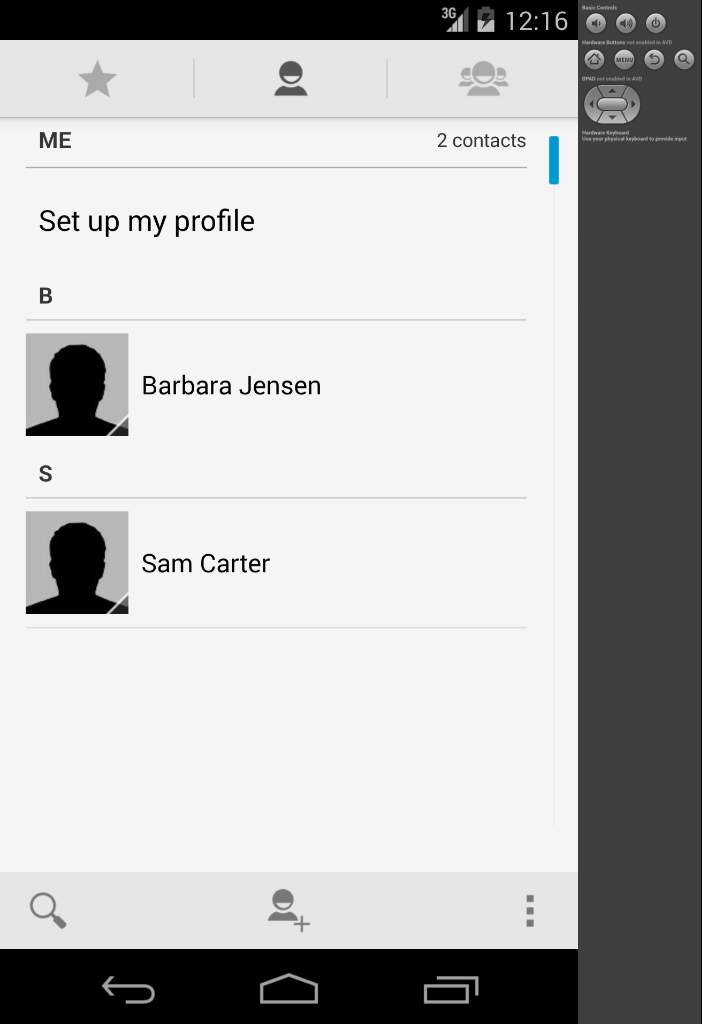 3G 12:16
ME 2 contacts
Set up my profile
B
Barbara Jensen
S
Sam Carter
Basic Controls
Hardware Buttons not enabled in AVD
MENU
DPAD not enabled in AVD
Hardware Keyboard
Use your physical keyboard to provide input